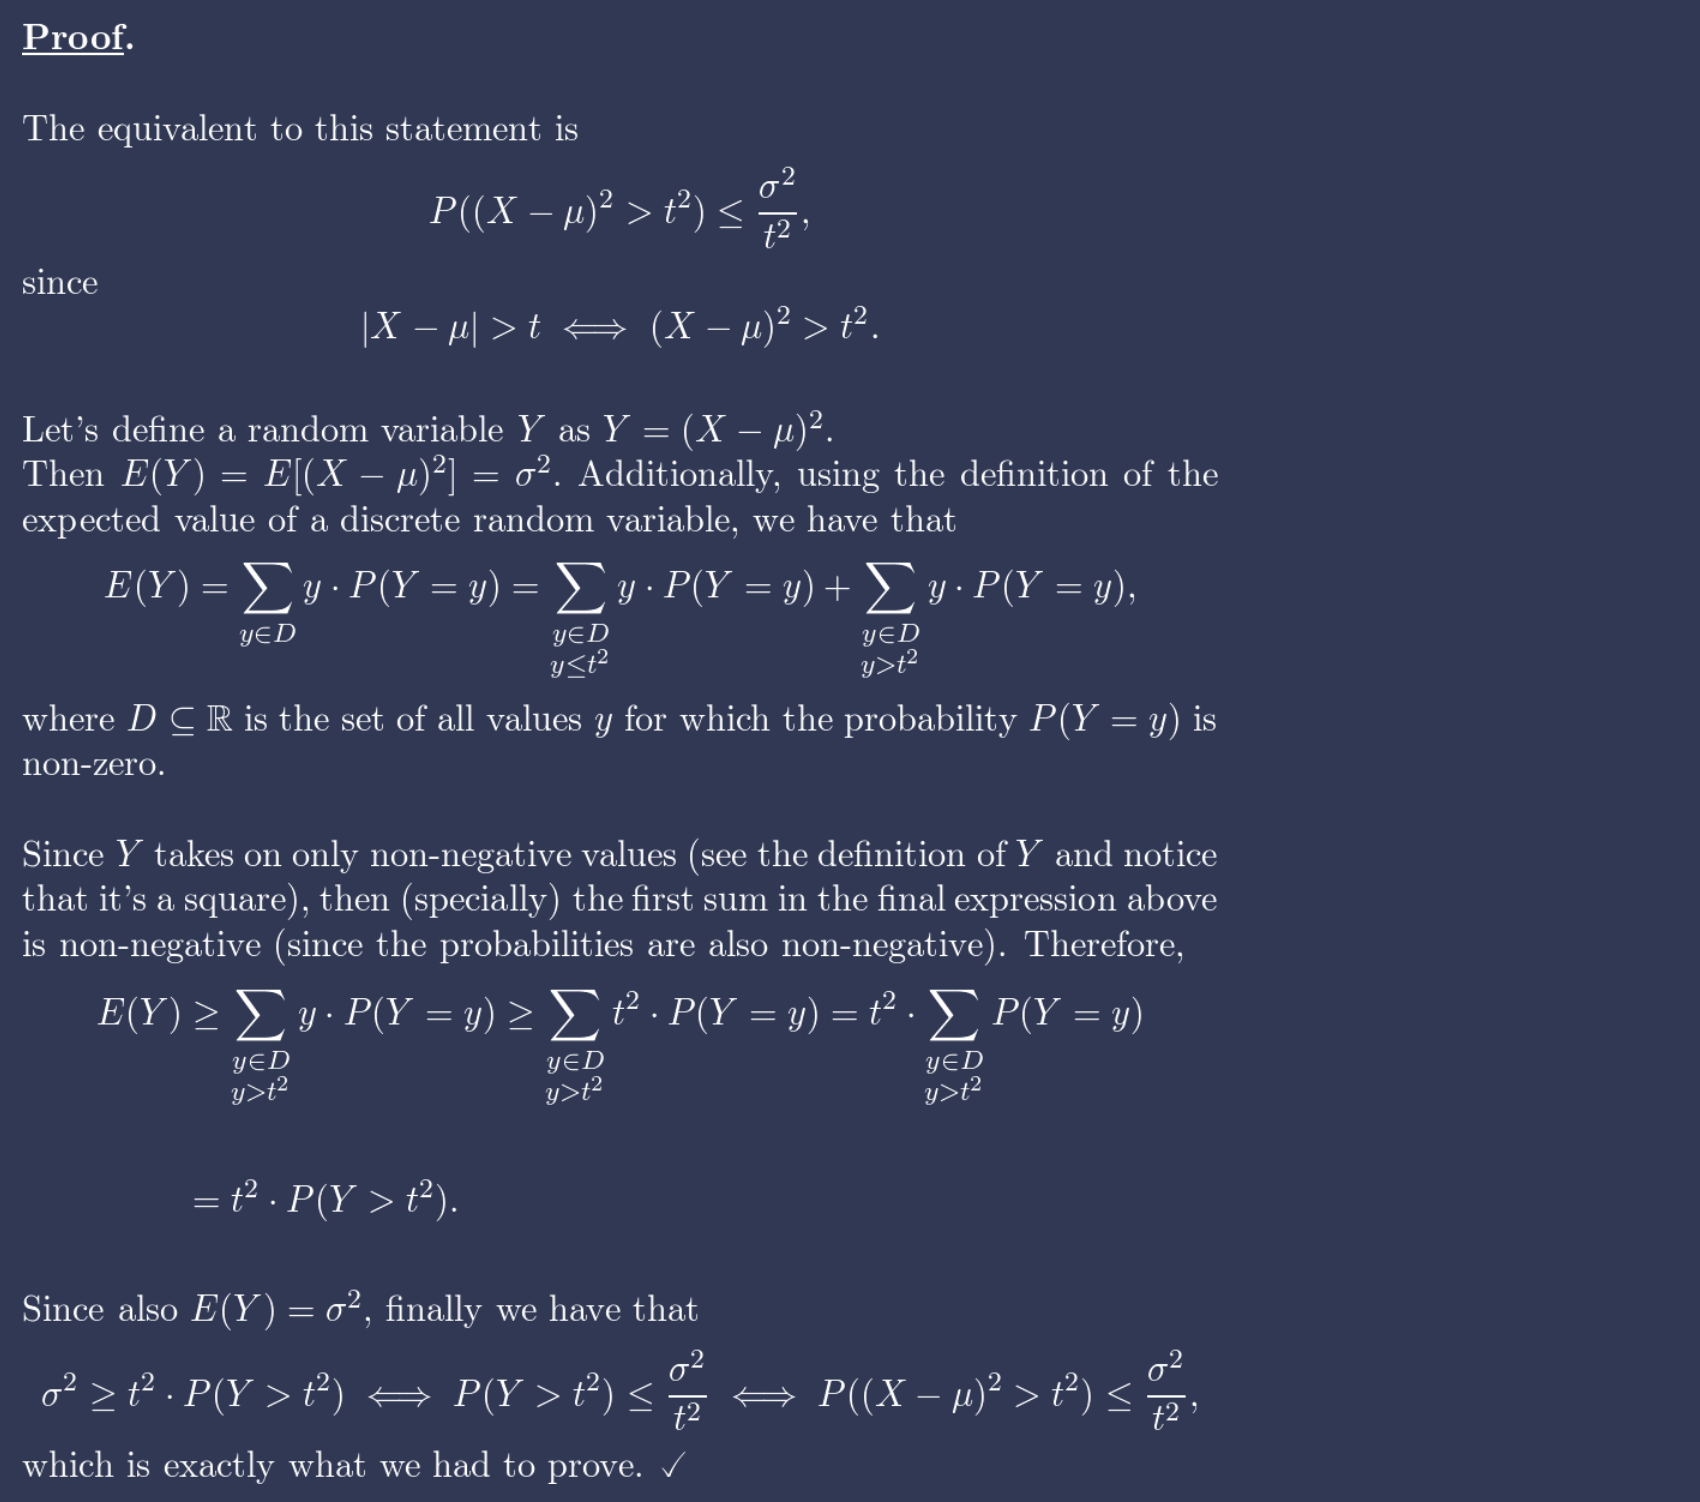 Proof.
The equivalent to this statement is
P((X − μ)² > t²) ≤ σ²/t²,
since
|X − μ| > t ⟺ (X − μ)² > t².
Let's define a random variable Y as Y = (X − μ)².
Then E(Y) = E[(X − μ)²] = σ². Additionally, using the definition of the
expected value of a discrete random variable, we have that
E(Y) = ∑_{y∈D} y · P(Y = y) = ∑_{y∈D, y≤t²} y · P(Y = y) + ∑_{y∈D, y>t²} y · P(Y = y),
where D ⊆ ℝ is the set of all values y for which the probability P(Y = y) is
non-zero.
Since Y takes on only non-negative values (see the definition of Y and notice
that it's a square), then (specially) the first sum in the final expression above
is non-negative (since the probabilities are also non-negative). Therefore,
E(Y) ≥ ∑_{y∈D, y>t²} y · P(Y = y) ≥ ∑_{y∈D, y>t²} t² · P(Y = y) = t² · ∑_{y∈D, y>t²} P(Y = y)
= t² · P(Y > t²).
Since also E(Y) = σ², finally we have that
σ² ≥ t² · P(Y > t²) ⟺ P(Y > t²) ≤ σ²/t² ⟺ P((X − μ)² > t²) ≤ σ²/t²,
which is exactly what we had to prove. ✓